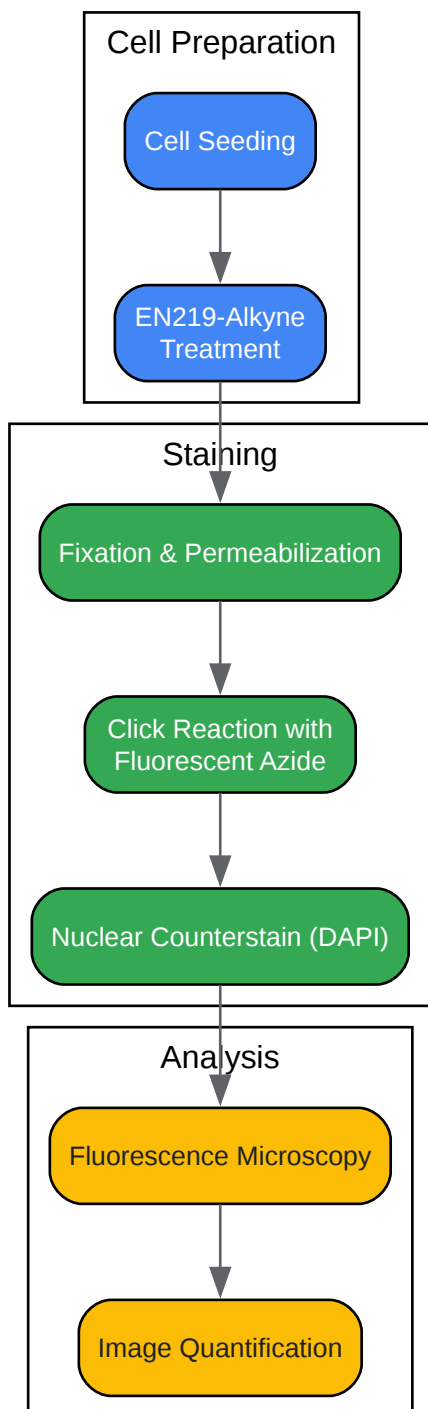 Cell Preparation
Cell Seeding
EN219-Alkyne
Treatment
Staining
Fixation & Permeabilization
Click Reaction with
Fluorescent Azide
Nuclear Counterstain (DAPI)
Analysis
Fluorescence Microscopy
Image Quantification